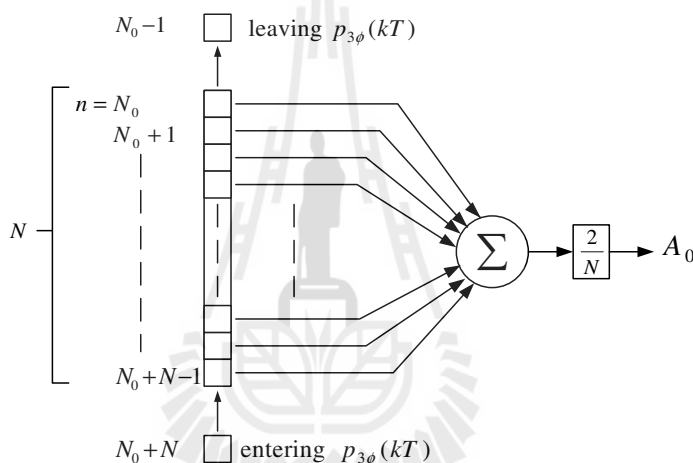 N₀−1 leaving p₃ϕ(kT)
n = N₀
N₀+1
N
Σ
2
N
A₀
N₀+N−1
N₀+N entering p₃ϕ(kT)